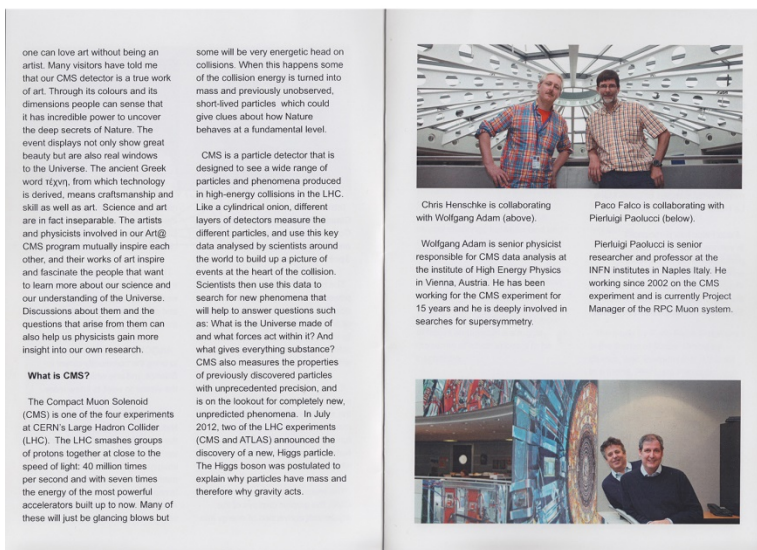 one can love art without being an
artist. Many visitors have told me
that our CMS detector is a true work
of art. Through its colours and its
dimensions people can sense that
it has incredible power to uncover
the deep secrets of Nature. The
event displays not only show great
beauty but are also real windows
to the Universe. The ancient Greek
word τέχνη, from which technology
is derived, means craftsmanship and
skill as well as art. Science and art
are in fact inseparable. The artists
and physicists involved in our Art@
CMS program mutually inspire each
other, and their works of art inspire
and fascinate the people that want
to learn more about our science and
our understanding of the Universe.
Discussions about them and the
questions that arise from them can
also help us physicists gain more
insight into our own research.
What is CMS?
The Compact Muon Solenoid
(CMS) is one of the four experiments
at CERN's Large Hadron Collider
(LHC). The LHC smashes groups
of protons together at close to the
speed of light: 40 million times
per second and with seven times
the energy of the most powerful
accelerators built up to now. Many of
these will just be glancing blows but
some will be very energetic head on
collisions. When this happens some
of the collision energy is turned into
mass and previously unobserved,
short-lived particles which could
give clues about how Nature
behaves at a fundamental level.
CMS is a particle detector that is
designed to see a wide range of
particles and phenomena produced
in high-energy collisions in the LHC.
Like a cylindrical onion, different
layers of detectors measure the
different particles, and use this key
data analysed by scientists around
the world to build up a picture of
events at the heart of the collision.
Scientists then use this data to
search for new phenomena that
will help to answer questions such
as: What is the Universe made of
and what forces act within it? And
what gives everything substance?
CMS also measures the properties
of previously discovered particles
with unprecedented precision, and
is on the lookout for completely new,
unpredicted phenomena. In July
2012, two of the LHC experiments
(CMS and ATLAS) announced the
discovery of a new, Higgs particle.
The Higgs boson was postulated to
explain why particles have mass and
therefore why gravity acts.
Chris Henschke is collaborating
with Wolfgang Adam (above).
Wolfgang Adam is senior physicist
responsible for CMS data analysis at
the institute of High Energy Physics
in Vienna, Austria. He has been
working for the CMS experiment for
15 years and he is deeply involved in
searches for supersymmetry.
Paco Falco is collaborating with
Pierluigi Paolucci (below).
Pierluigi Paolucci is senior
researcher and professor at the
INFN institutes in Naples Italy. He
working since 2002 on the CMS
experiment and is currently Project
Manager of the RPC Muon system.